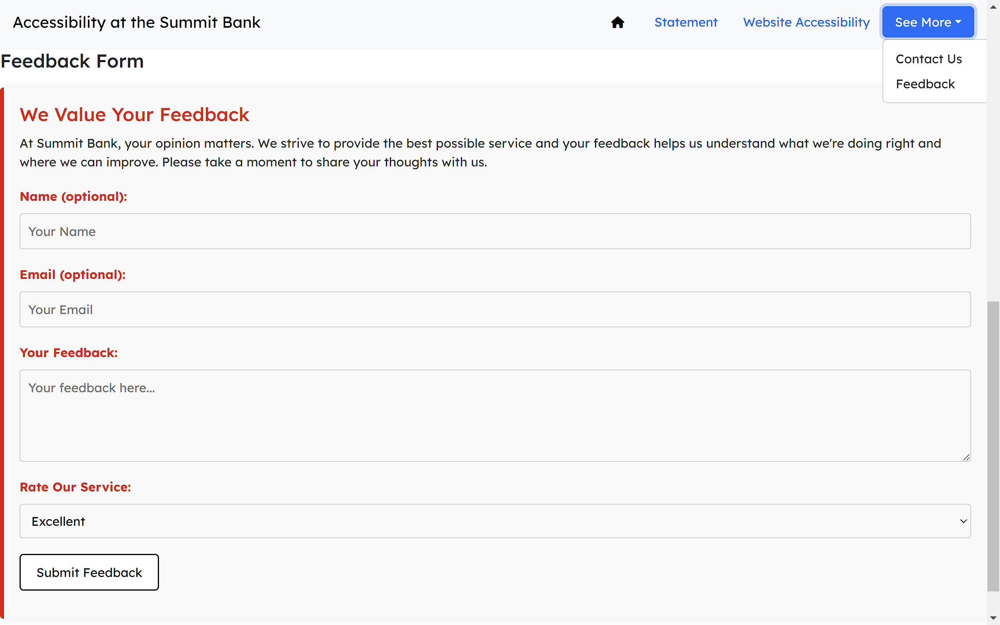 Accessibility at the Summit Bank
Statement
Website Accessibility
See More
Contact Us
Feedback
Feedback Form
We Value Your Feedback
At Summit Bank, your opinion matters. We strive to provide the best possible service and your feedback helps us understand what we're doing right and
where we can improve. Please take a moment to share your thoughts with us.
Name (optional):
Your Name
Email (optional):
Your Email
Your Feedback:
Your feedback here...
Rate Our Service:
Excellent
Submit Feedback